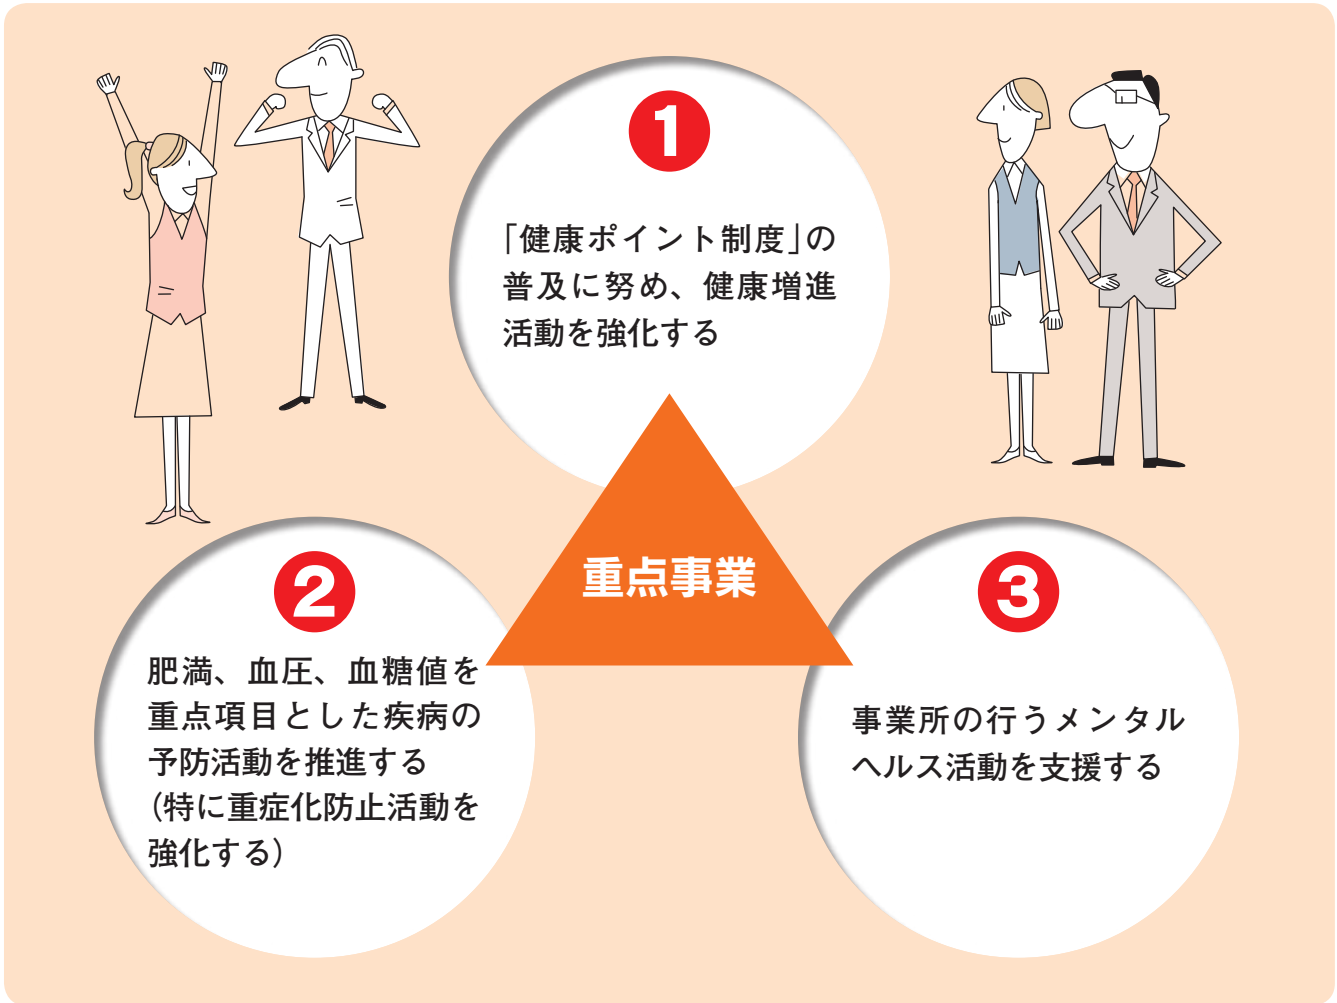 1
「健康ポイント制度」の
普及に努め、健康増進
活動を強化する
重点事業
2
肥満、血圧、血糖値を
重点項目とした疾病の
予防活動を推進する
（特に重症化防止活動を
強化する）
3
事業所の行うメンタル
ヘルス活動を支援する